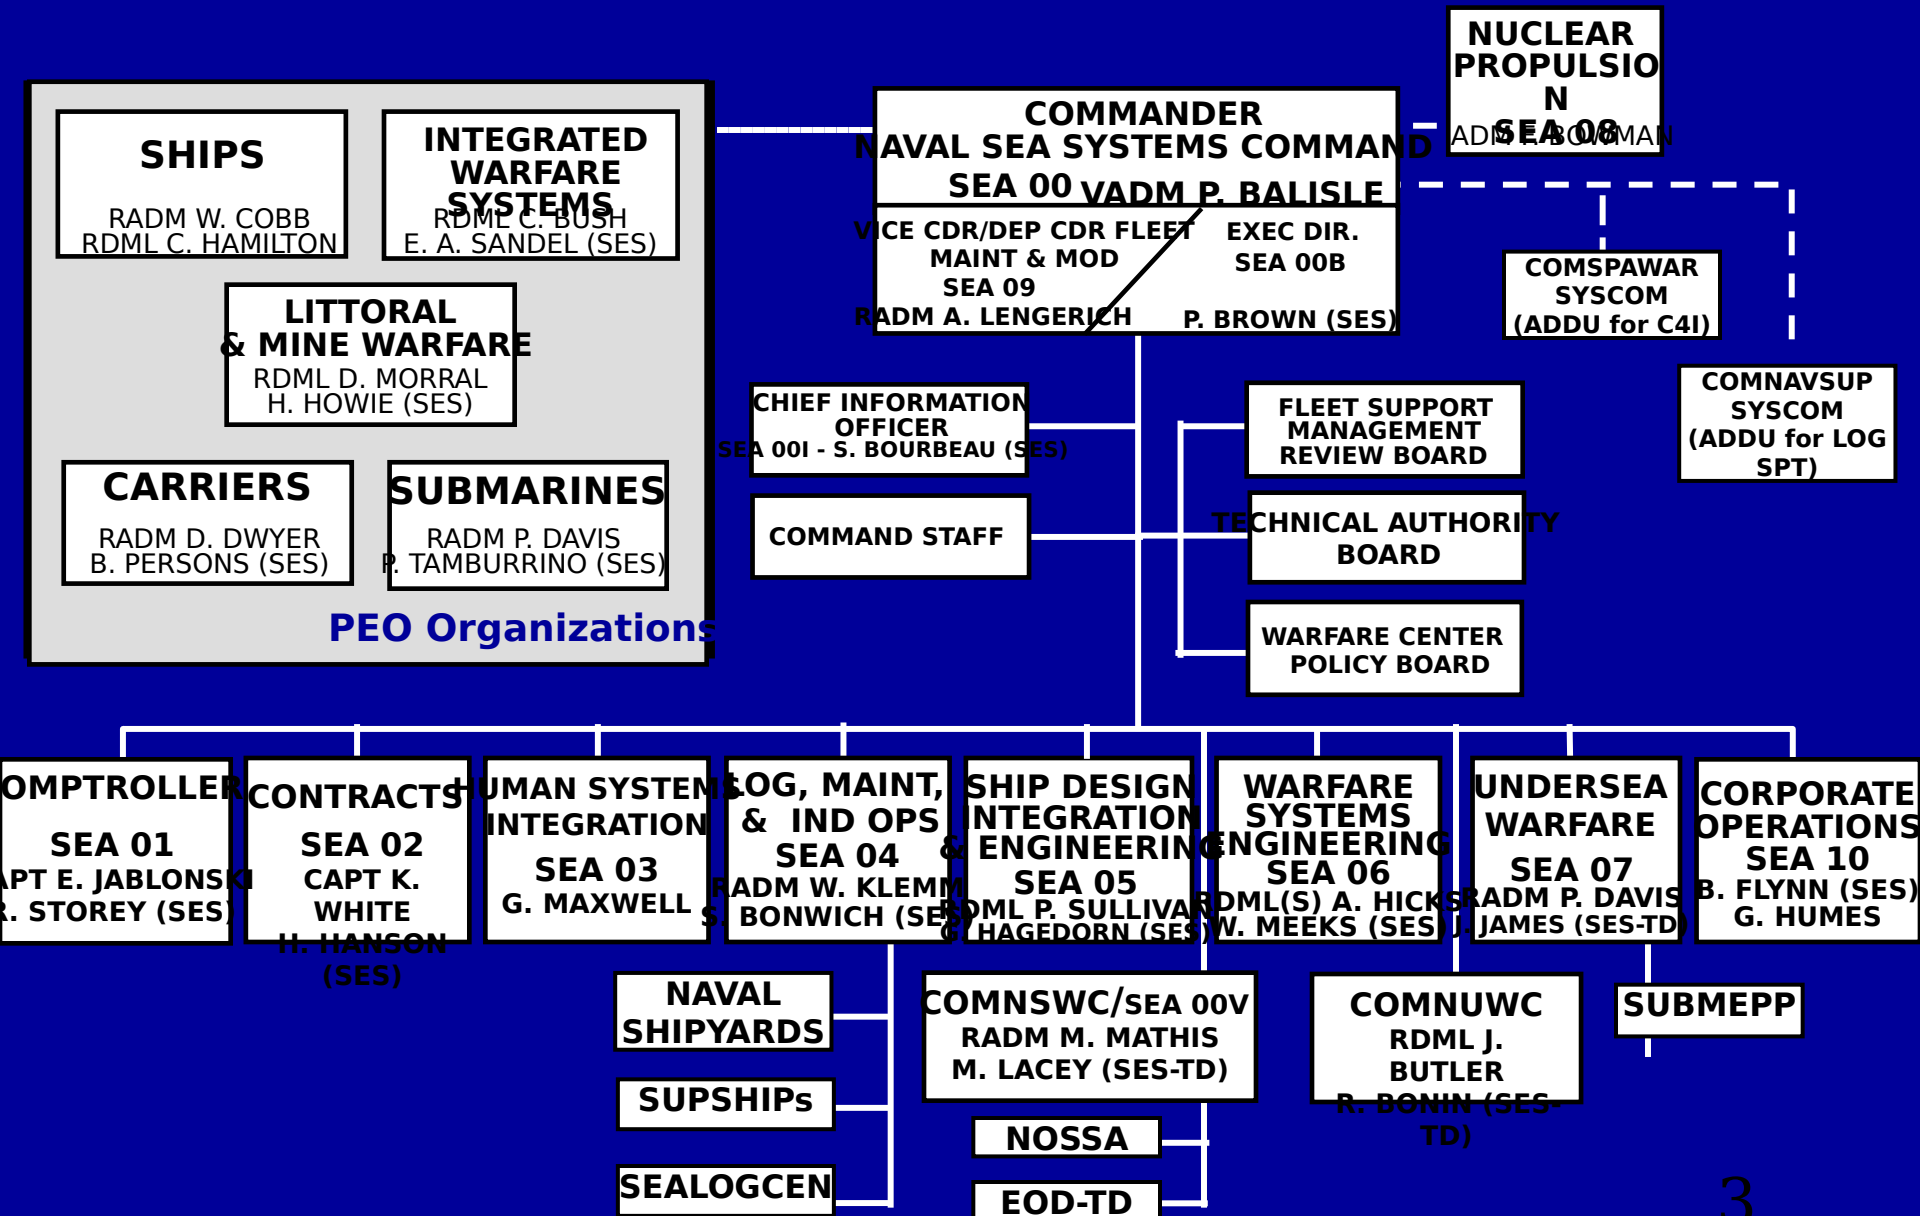 NUCLEAR
PROPULSIO
N
SEA 08
ADM F. BOWMAN
COMMANDER
NAVAL SEA SYSTEMS COMMAND
SEA 00 VADM P. BALISLE
VICE CDR/DEP CDR FLEET
MAINT & MOD
SEA 09
RADM A. LENGERICH
EXEC DIR.
SEA 00B
P. BROWN (SES)
SHIPS
RADM W. COBB
RDML C. HAMILTON
INTEGRATED
WARFARE
SYSTEMS
RDML C. BUSH
E. A. SANDEL (SES)
LITTORAL
& MINE WARFARE
RDML D. MORRAL
H. HOWIE (SES)
CARRIERS
RADM D. DWYER
B. PERSONS (SES)
SUBMARINES
RADM P. DAVIS
P. TAMBURRINO (SES)
PEO Organizations
COMSPAWAR
SYSCOM
(ADDU for C4I)
COMNAVSUP
SYSCOM
(ADDU for LOG
SPT)
CHIEF INFORMATION
OFFICER
SEA 00I - S. BOURBEAU (SES)
COMMAND STAFF
FLEET SUPPORT
MANAGEMENT
REVIEW BOARD
TECHNICAL AUTHORITY
BOARD
WARFARE CENTER
POLICY BOARD
OMPTROLLER
SEA 01
APT E. JABLONSKI
R. STOREY (SES)
CONTRACTS
SEA 02
CAPT K.
WHITE
H. HANSON
(SES)
HUMAN SYSTEMS
INTEGRATION
SEA 03
G. MAXWELL
LOG, MAINT,
& IND OPS
SEA 04
RADM W. KLEMM
S. BONWICH (SES)
SHIP DESIGN
INTEGRATION
& ENGINEERING
SEA 05
RDML P. SULLIVAN
G. HAGEDORN (SES)
WARFARE
SYSTEMS
ENGINEERING
SEA 06
RDML(S) A. HICKS
W. MEEKS (SES)
UNDERSEA
WARFARE
SEA 07
RADM P. DAVIS
J. JAMES (SES-TD)
CORPORATE
OPERATIONS
SEA 10
B. FLYNN (SES)
G. HUMES
NAVAL
SHIPYARDS
SUPSHIPs
SEALOGCEN
COMNSWC/SEA 00V
RADM M. MATHIS
M. LACEY (SES-TD)
NOSSA
EOD-TD
COMNUWC
RDML J.
BUTLER
R. BONIN (SES-
TD)
SUBMEPP
3